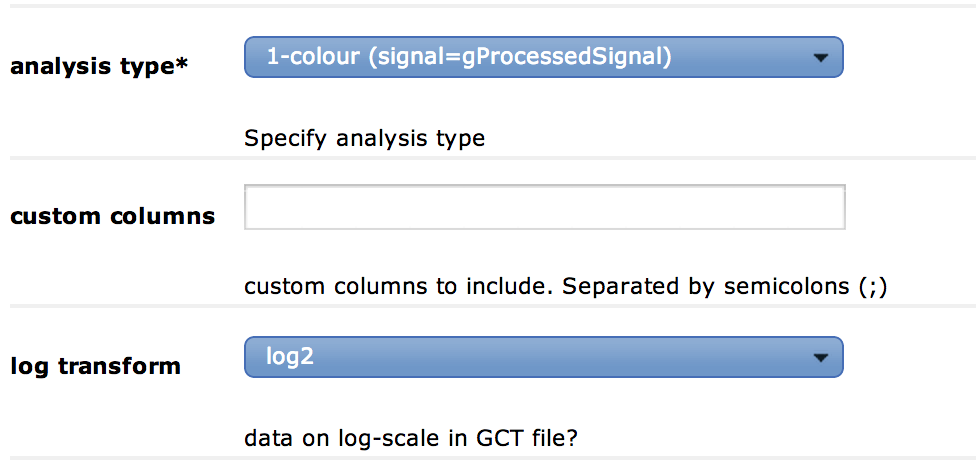 analysis type*
1-colour (signal=gProcessedSignal)
Specify analysis type
custom columns
custom columns to include. Separated by semicolons (;)
log transform
log2
data on log-scale in GCT file?